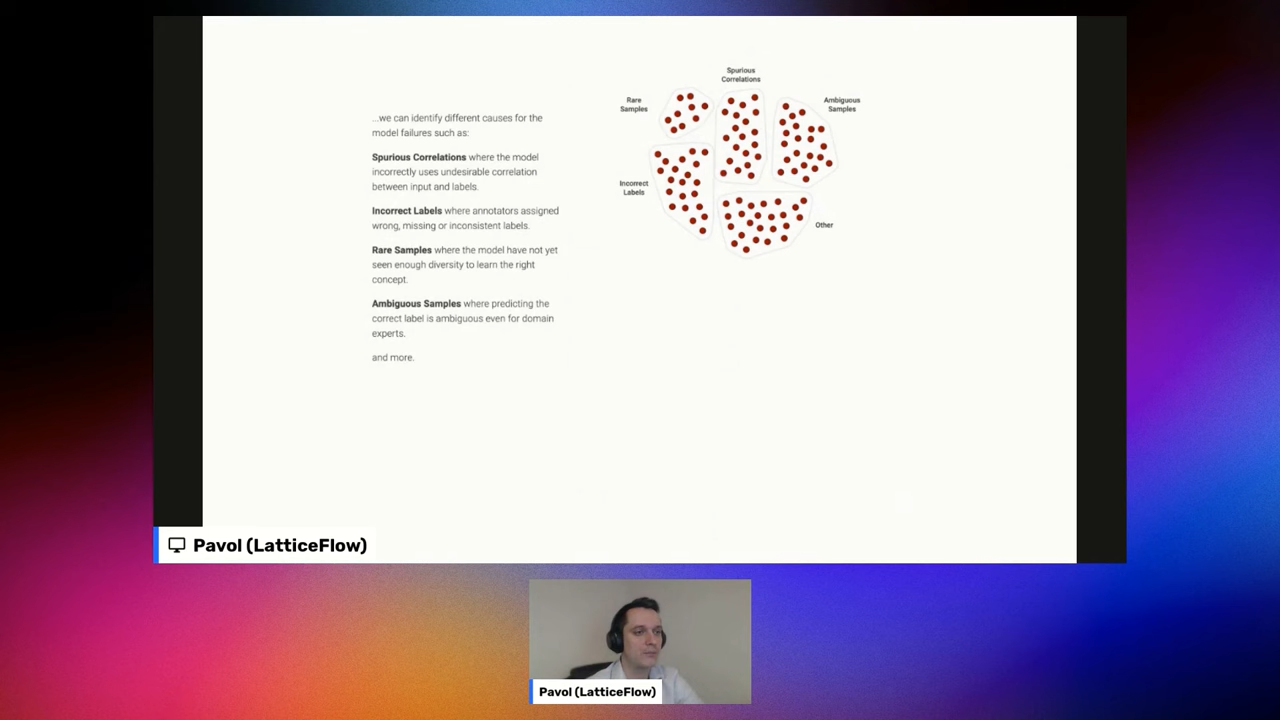 ...we can identify different causes for the
model failures such as:
Spurious Correlations where the model
incorrectly uses undesirable correlation
between input and labels.
Incorrect Labels where annotators assigned
wrong, missing or inconsistent labels.
Rare Samples where the model have not yet
seen enough diversity to learn the right
concept.
Ambiguous Samples where predicting the
correct label is ambiguous even for domain
experts.
and more.
Spurious
Correlations
Rare
Samples
Ambiguous
Samples
Incorrect
Labels
Other
Pavol (LatticeFlow)
Pavol (LatticeFlow)